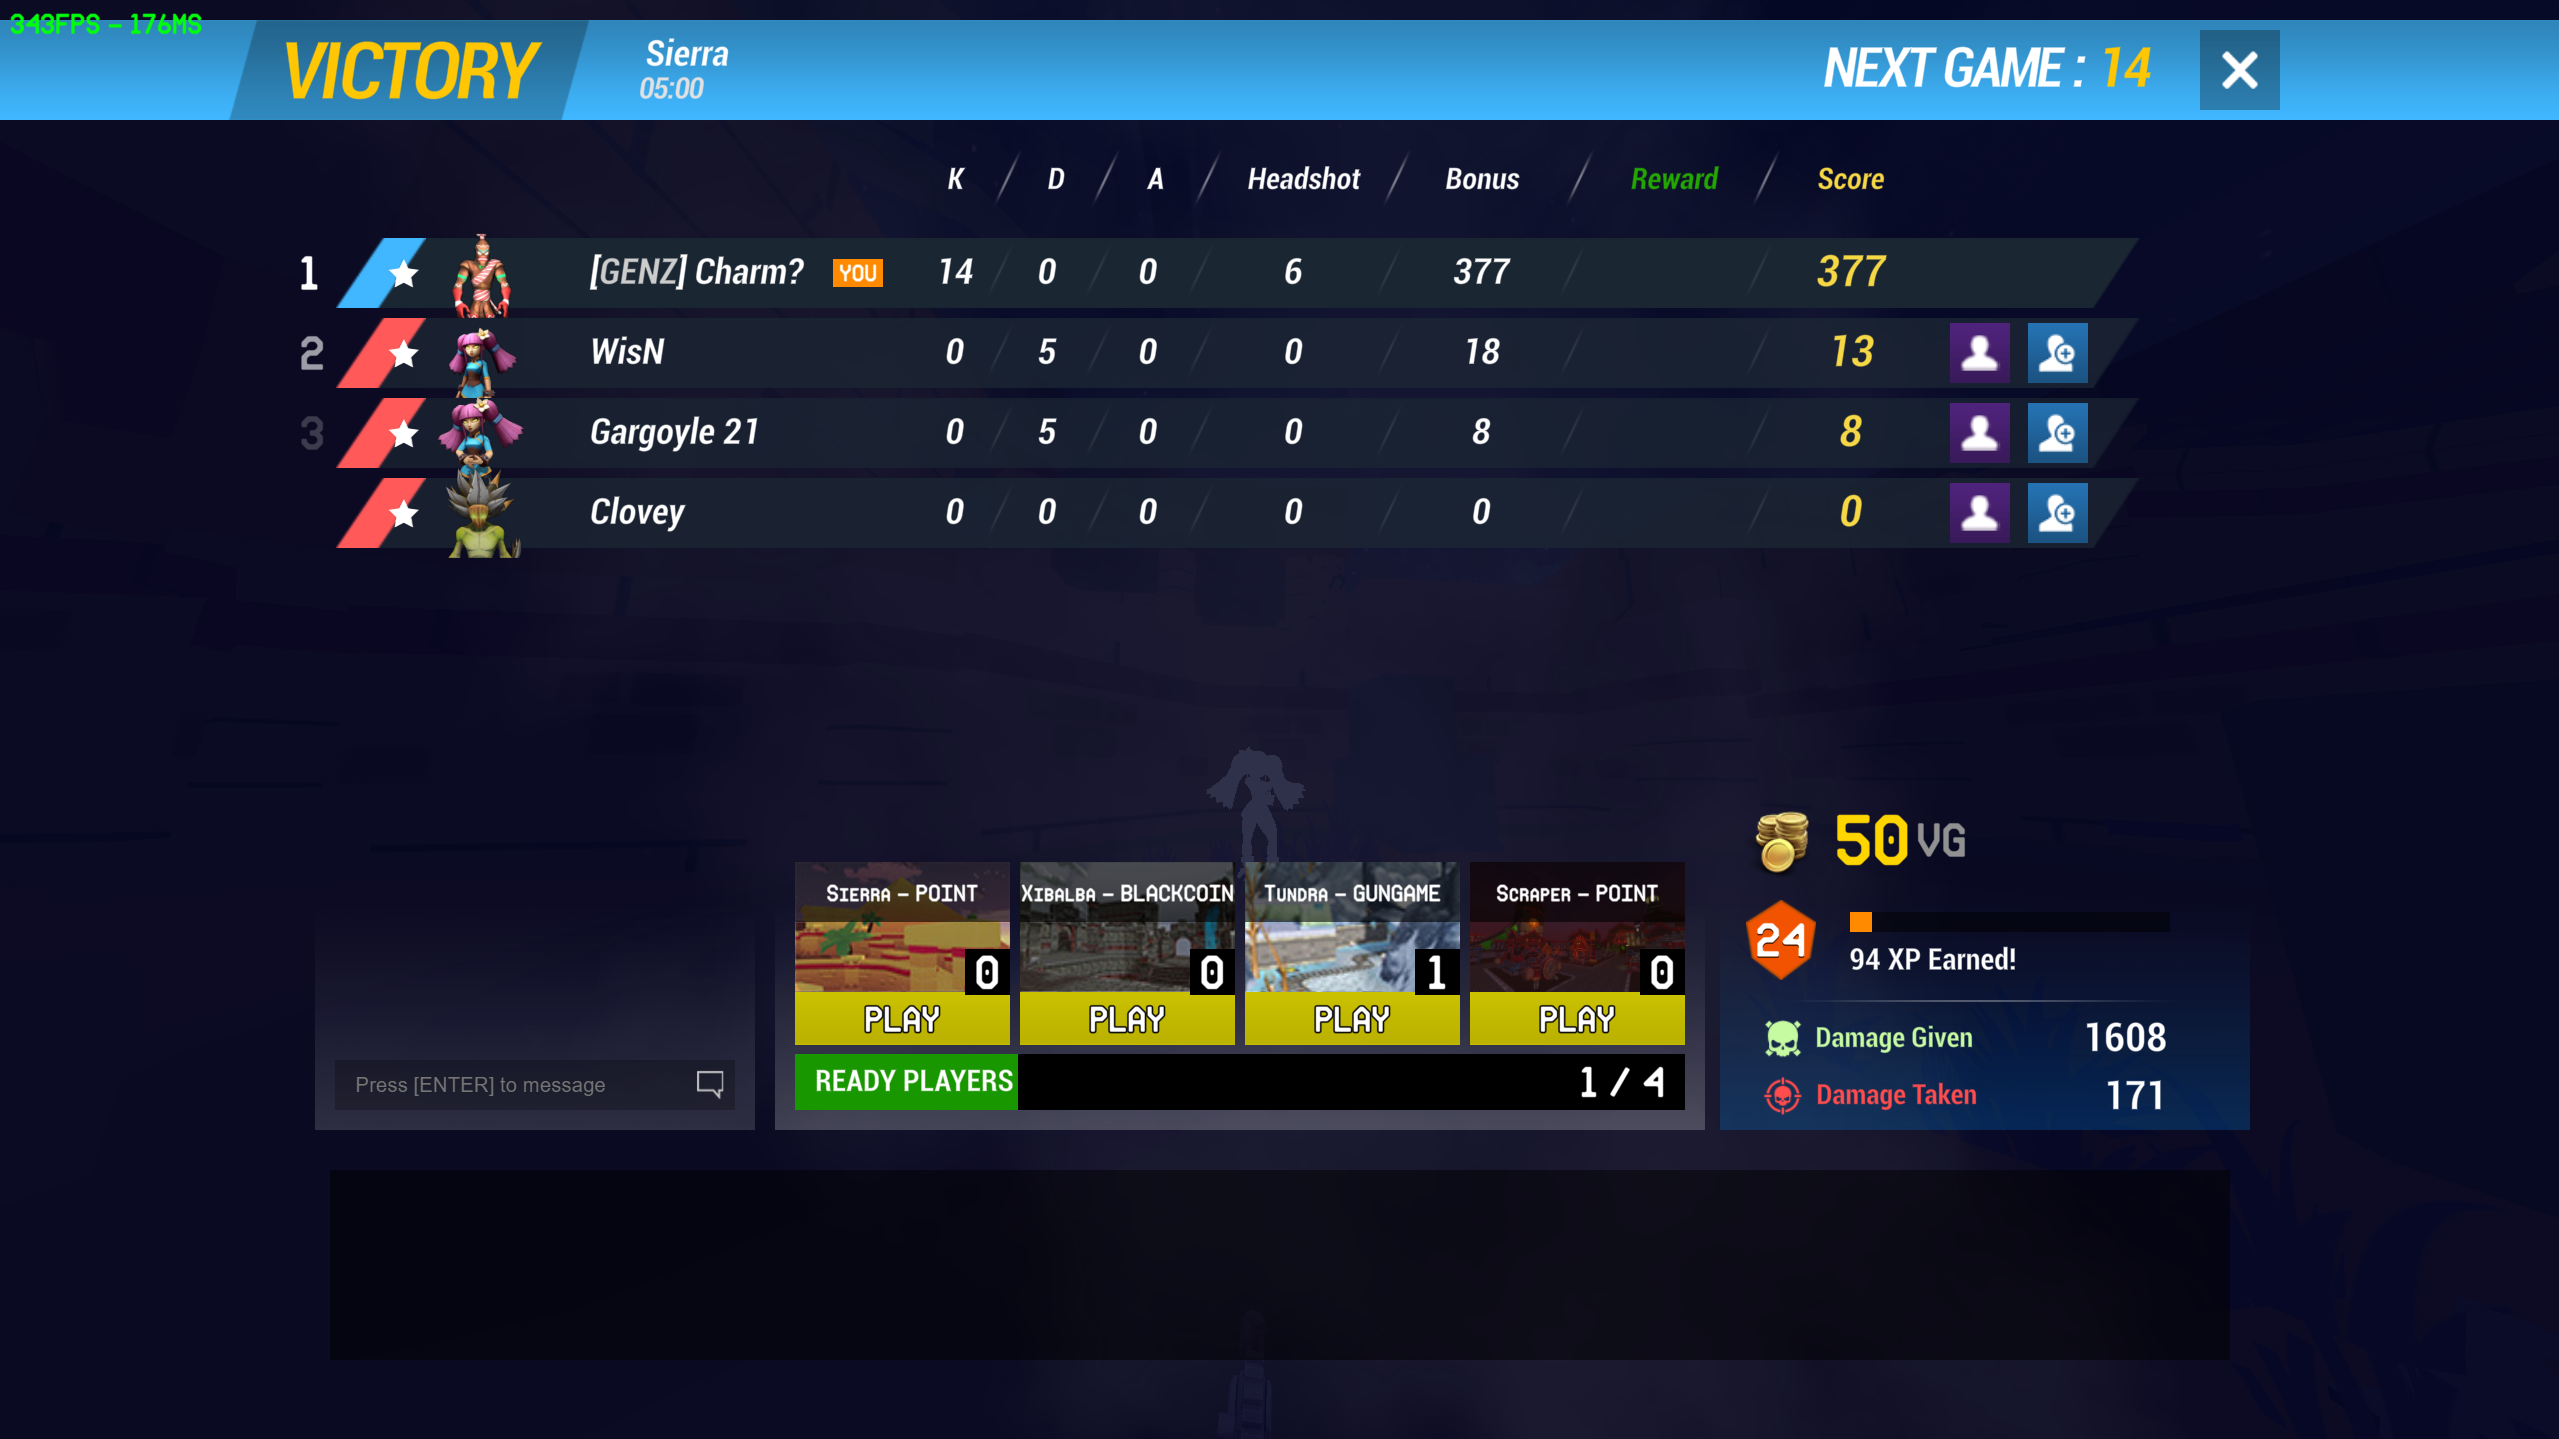 343FPS - 176MS
VICTORY
Sierra
05:00
NEXT GAME : 14
K D A Headshot Bonus Reward Score
1 [GENZ] Charm? YOU 14 0 0 6 377 377
2 WisN 0 5 0 0 18 13
3 Gargoyle 21 0 5 0 0 8 8
Clovey 0 0 0 0 0 0
50 VG
24
94 XP Earned!
Damage Given 1608
Damage Taken 171
Sierra - POINT Xibalba - BLACKCOIN Tundra - GUNGAME Scraper - POINT
0 0 1 0
PLAY PLAY PLAY PLAY
READY PLAYERS 1 / 4
Press [ENTER] to message